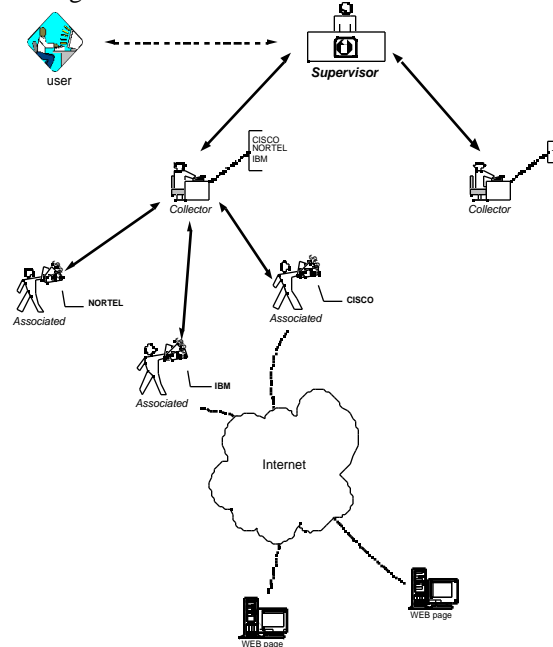 user
Supervisor
CISCO
NORTEL
IBM
Collector
Collector
NORTEL
Associated
CISCO
Associated
IBM
Associated
Internet
WEB page
WEB page